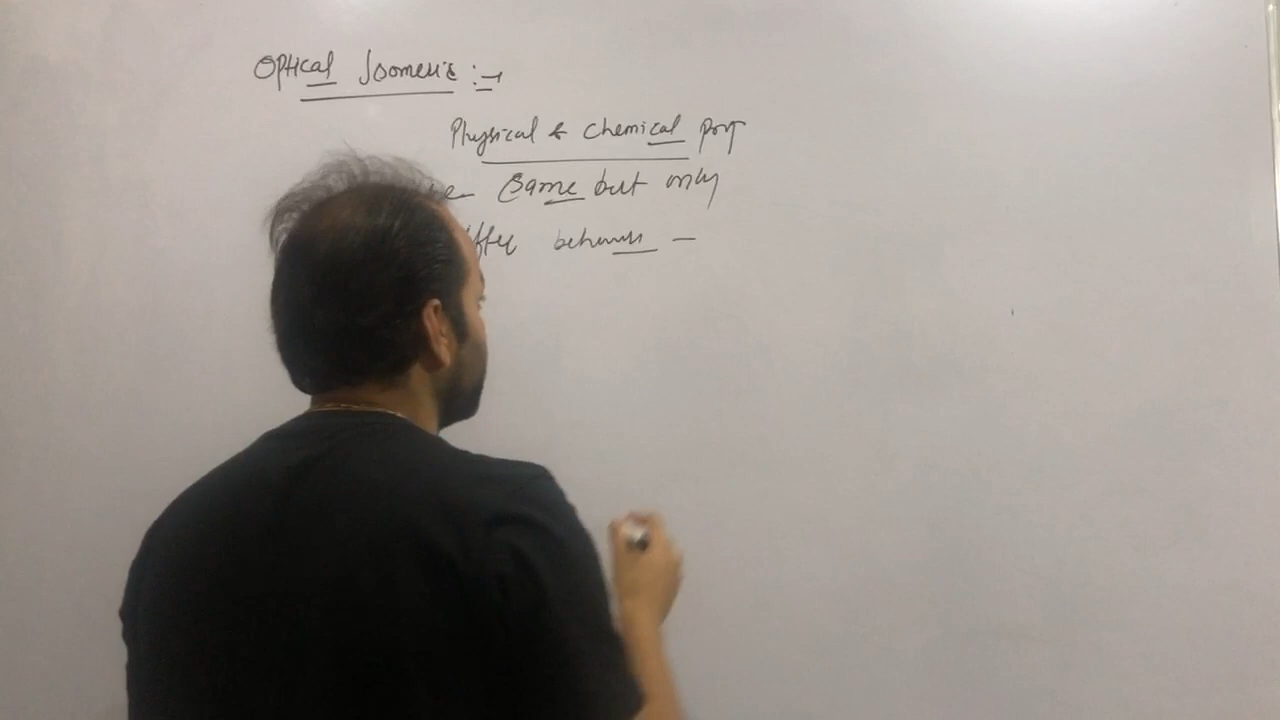 Optical Isomeris :-
Physical & Chemical prop
Same but only
behaviour -